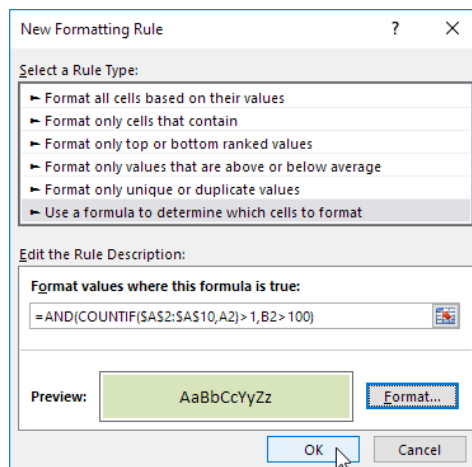 New Formatting Rule ?
Select a Rule Type:
► Format all cells based on their values
► Format only cells that contain
► Format only top or bottom ranked values
► Format only values that are above or below average
► Format only unique or duplicate values
► Use a formula to determine which cells to format
Edit the Rule Description:
Format values where this formula is true:
=AND(COUNTIF($A$2:$A$10,A2)>1,B2>100)
Preview: AaBbCcYyZz Format...
OK Cancel